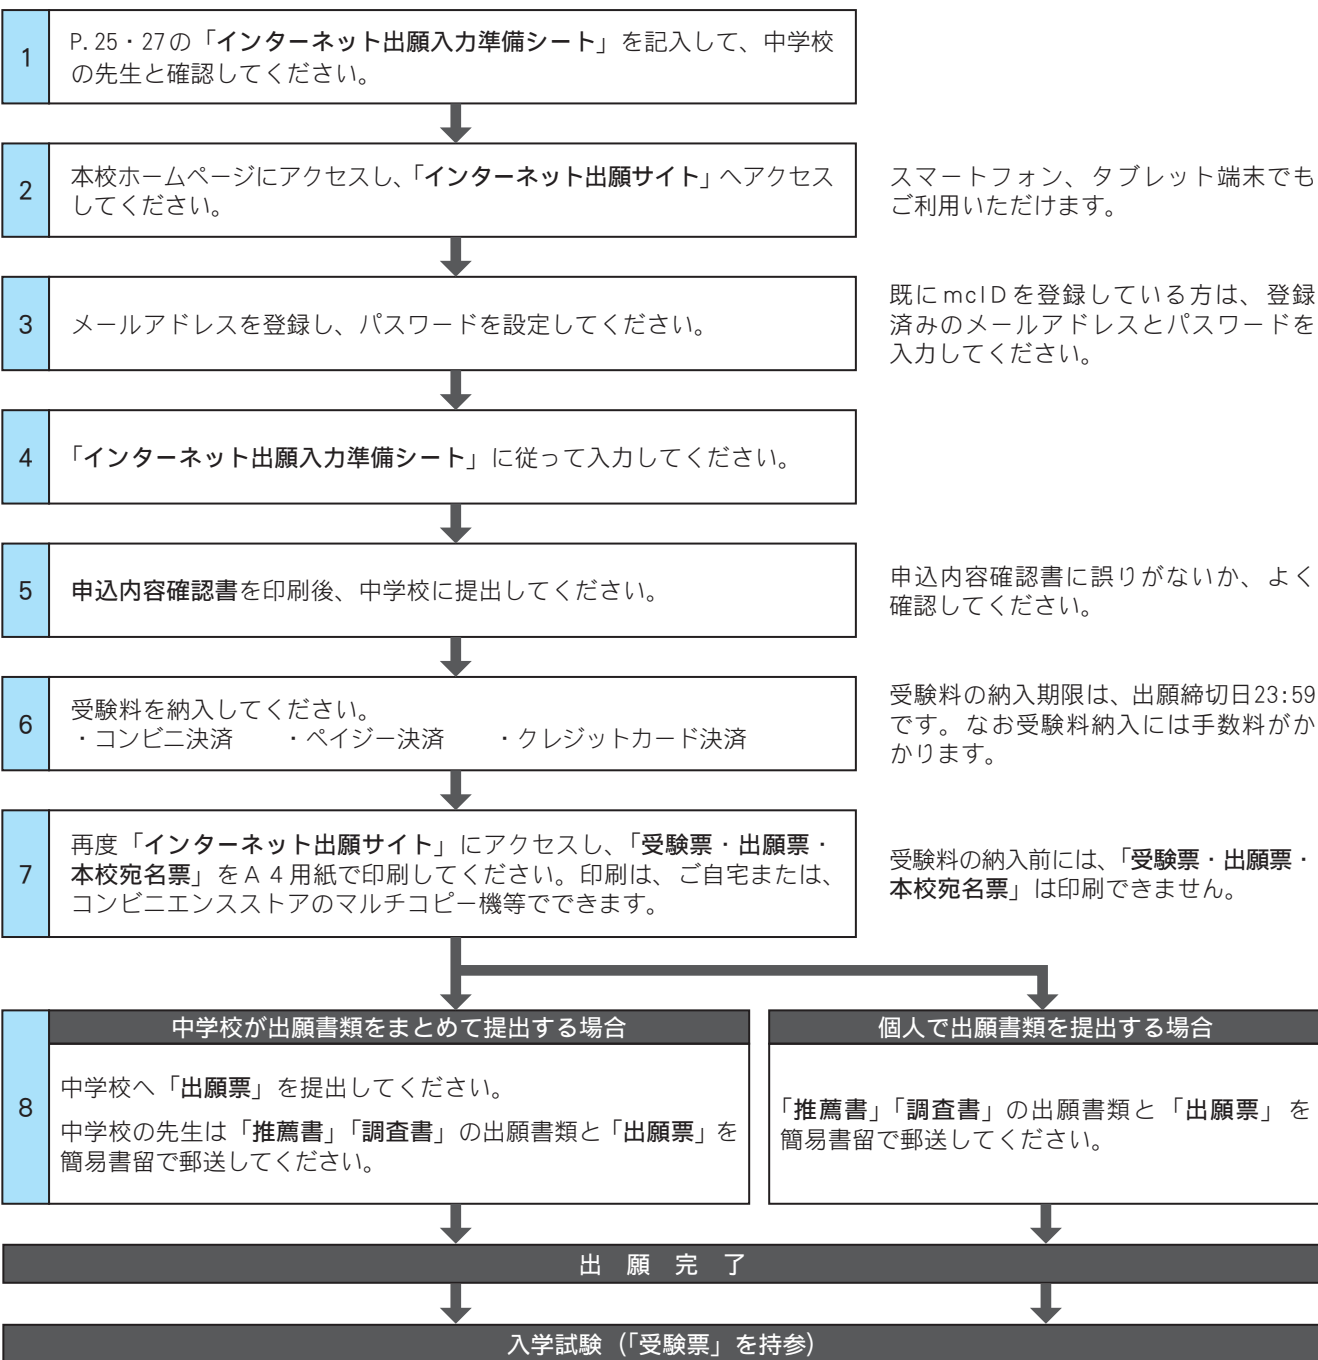 1
P.25・27の「インターネット出願入力準備シート」を記入して、中学校
の先生と確認してください。
2
本校ホームページにアクセスし、「インターネット出願サイト」へアクセス
してください。
スマートフォン、タブレット端末でも
ご利用いただけます。
3
メールアドレスを登録し、パスワードを設定してください。
既にmcIDを登録している方は、登録
済みのメールアドレスとパスワードを
入力してください。
4
「インターネット出願入力準備シート」に従って入力してください。
5
申込内容確認書を印刷後、中学校に提出してください。
申込内容確認書に誤りがないか、よく
確認してください。
6
受験料を納入してください。
・コンビニ決済　・ペイジー決済　・クレジットカード決済
受験料の納入期限は、出願締切日23:59
です。なお受験料納入には手数料がか
かります。
7
再度「インターネット出願サイト」にアクセスし、「受験票・出願票・
本校宛名票」をA4用紙で印刷してください。印刷は、ご自宅または、
コンビニエンスストアのマルチコピー機等でできます。
受験料の納入前には、「受験票・出願票・
本校宛名票」は印刷できません。
8
中学校が出願書類をまとめて提出する場合
中学校へ「出願票」を提出してください。
中学校の先生は「推薦書」「調査書」の出願書類と「出願票」を
簡易書留で郵送してください。
個人で出願書類を提出する場合
「推薦書」「調査書」の出願書類と「出願票」を
簡易書留で郵送してください。
出願完了
入学試験（「受験票」を持参）